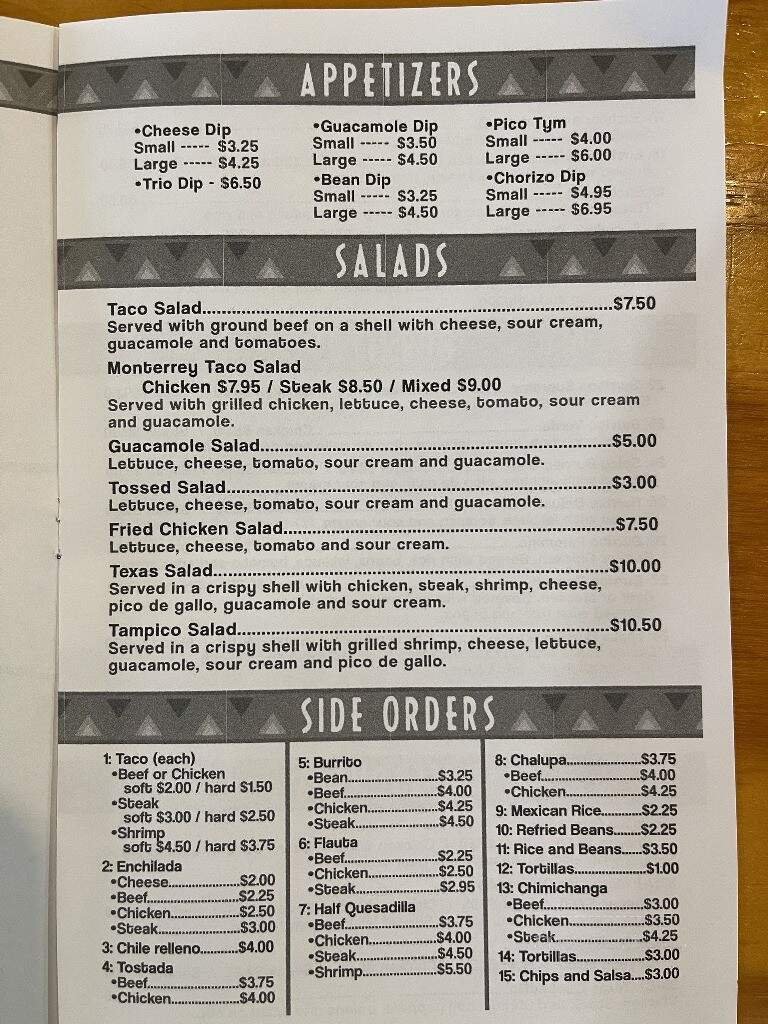 APPETIZERS
•Cheese Dip
Small ----- $3.25
Large ----- $4.25
•Trio Dip - $6.50
•Guacamole Dip
Small ----- $3.50
Large ----- $4.50
•Bean Dip
Small ----- $3.25
Large ----- $4.50
•Pico Tym
Small ----- $4.00
Large ----- $6.00
•Chorizo Dip
Small ----- $4.95
Large ----- $6.95
SALADS
Taco Salad....................$7.50
Served with ground beef on a shell with cheese, sour cream,
guacamole and tomatoes.
Monterrey Taco Salad
Chicken $7.95 / Steak $8.50 / Mixed $9.00
Served with grilled chicken, lettuce, cheese, tomato, sour cream
and guacamole.
Guacamole Salad....................$5.00
Lettuce, cheese, tomato, sour cream and guacamole.
Tossed Salad....................$3.00
Lettuce, cheese, tomato, sour cream and guacamole.
Fried Chicken Salad....................$7.50
Lettuce, cheese, tomato and sour cream.
Texas Salad....................$10.00
Served in a crispy shell with chicken, steak, shrimp, cheese,
pico de gallo, guacamole and sour cream.
Tampico Salad....................$10.50
Served in a crispy shell with grilled shrimp, cheese, lettuce,
guacamole, sour cream and pico de gallo.
SIDE ORDERS
1: Taco (each)
•Beef or Chicken
soft $2.00 / hard $1.50
•Steak
soft $3.00 / hard $2.50
•Shrimp
soft $4.50 / hard $3.75
2: Enchilada
•Cheese..........$2.00
•Beef..........$2.25
•Chicken..........$2.50
•Steak..........$3.00
3: Chile relleno..........$4.00
4: Tostada
•Beef..........$3.75
•Chicken..........$4.00
5: Burrito
•Bean..........$3.25
•Beef..........$4.00
•Chicken..........$4.25
•Steak..........$4.50
6: Flauta
•Beef..........$2.25
•Chicken..........$2.50
•Steak..........$2.95
7: Half Quesadilla
•Beef..........$3.75
•Chicken..........$4.00
•Steak..........$4.50
•Shrimp..........$5.50
8: Chalupa..........$3.75
•Beef..........$4.00
•Chicken..........$4.25
9: Mexican Rice..........$2.25
10: Refried Beans.......$2.25
11: Rice and Beans.....$3.50
12: Tortillas..........$1.00
13: Chimichanga
•Beef..........$3.00
•Chicken..........$3.50
•Steak..........$4.25
14: Tortillas..........$3.00
15: Chips and Salsa....$3.00